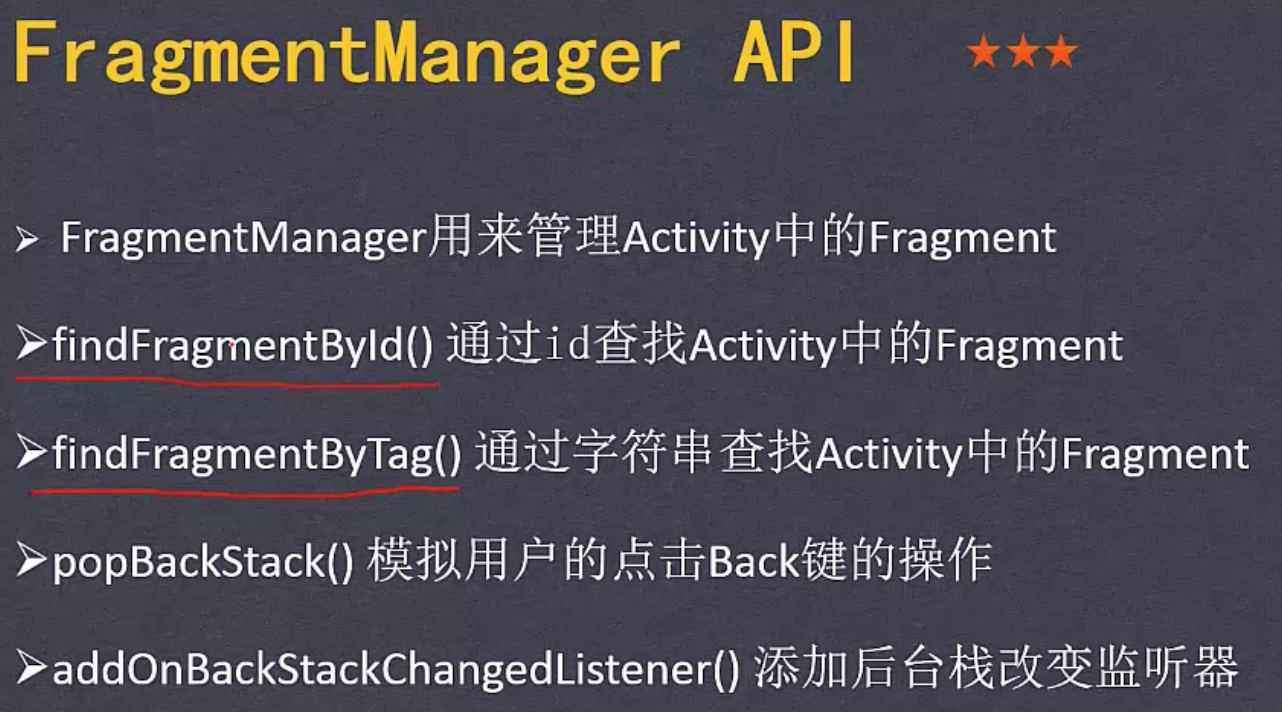 FragmentManager API ★★★
➢ FragmentManager用来管理Activity中的Fragment
➢findFragmentById() 通过id查找Activity中的Fragment
➢findFragmentByTag() 通过字符串查找Activity中的Fragment
➢popBackStack() 模拟用户的点击Back键的操作
➢addOnBackStackChangedListener() 添加后台栈改变监听器